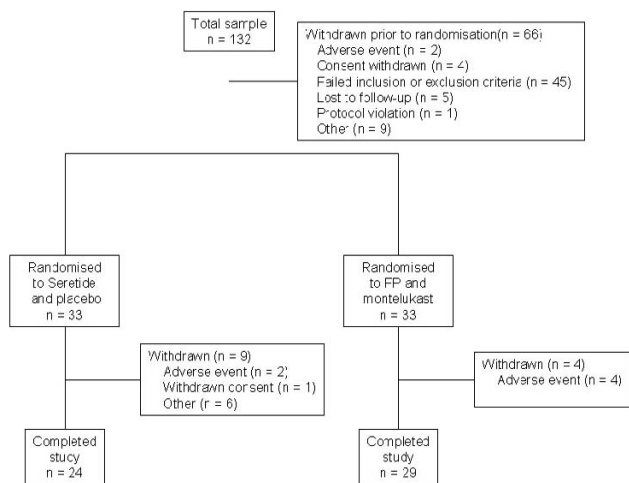 Total sample
n = 132
Withdrawn prior to randomisation(n = 66)
Adverse event (n = 2)
Consent withdrawn (n = 4)
Failed inclusion or exclusion criteria (n = 45)
Lost to follow-up (n = 5)
Protocol violation (n = 1)
Other (n = 9)
Randomised
to Seretide
and placebo
n = 33
Randomised
to FP and
montelukast
n = 33
Withdrawn (n = 9)
Adverse event (n = 2)
Withdrawn consent (n = 1)
Other (n = 6)
Withdrawn (n = 4)
Adverse event (n = 4)
Completed
stucy
n = 24
Completed
study
n = 29